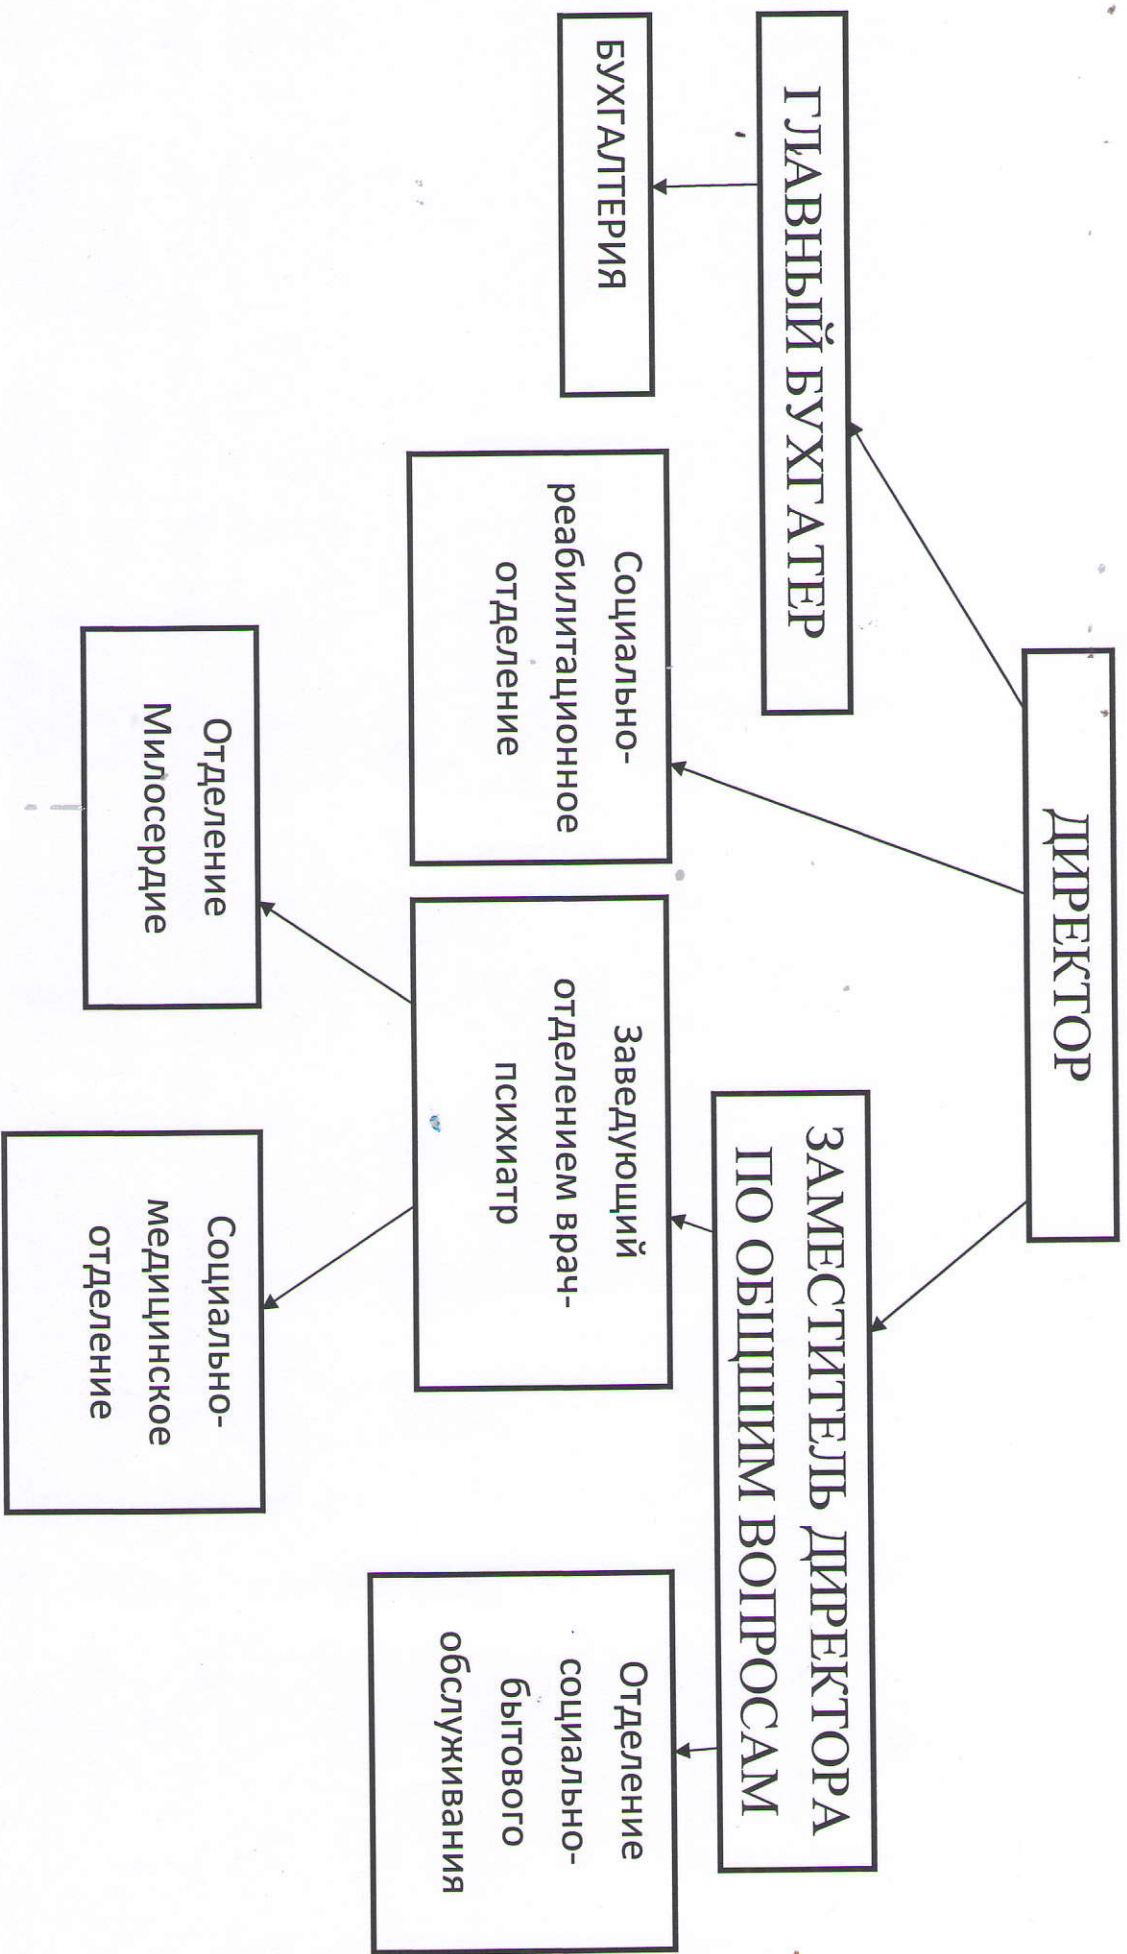 ДИРЕКТОР
ГЛАВНЫЙ БУХГАТЕР
ЗАМЕСТИТЕЛЬ ДИРЕКТОРА
ПО ОБЩШИМ ВОПРОСАМ
БУХГАЛТЕРИЯ
Социально-
реабилитационное
отделение
Заведующий
отделением врач-
психиатр
Отделение
социально-
бытового
обслуживания
Отделение
Милосердие
Социально-
медицинское
отделение